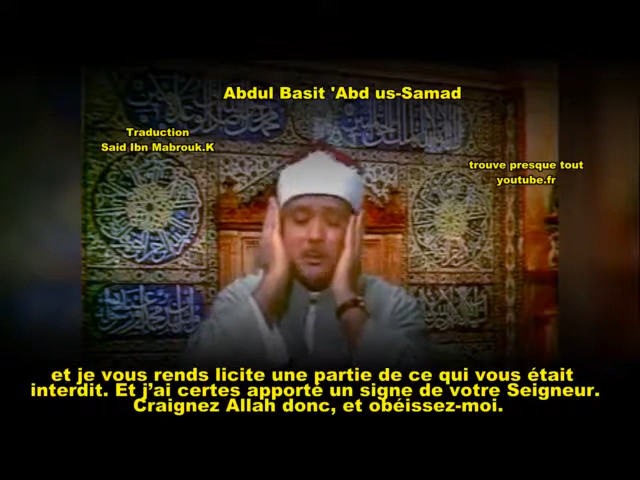 Abdul Basit 'Abd us-Samad
Traduction
Said Ibn Mabrouk.K
trouve presque tout
youtube.fr
et je vous rends licite une partie de ce qui vous était
interdit. Et j’ai certes apporté un signe de votre Seigneur.
Craignez Allah donc, et obéissez-moi.